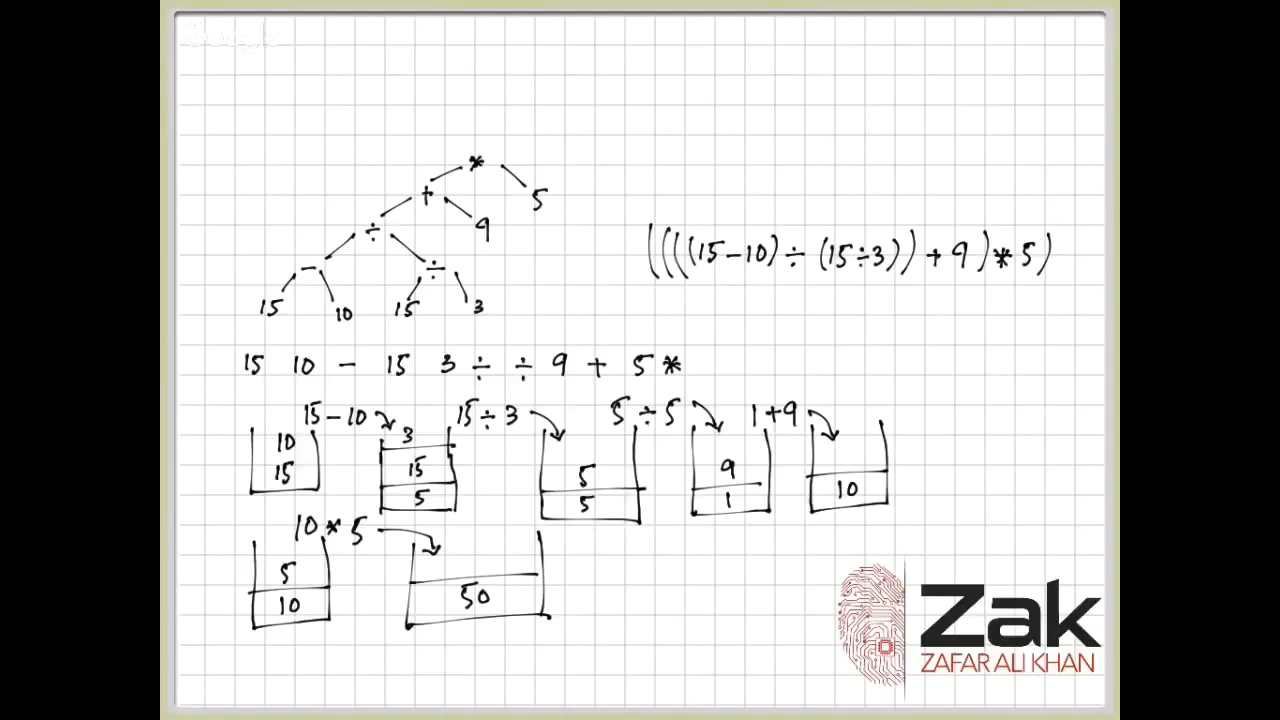 Google
*
+ 5
÷ 9
- ÷
15 10 15 3
((((15-10) ÷ (15÷3)) + 9) * 5)
15 10 - 15 3 ÷ ÷ 9 + 5 *
15-10 15÷3 5÷5 1+9
10 3 5 9
15 15 5 1 10
5
10 * 5
5
10 50
Zak
ZAFAR ALI KHAN